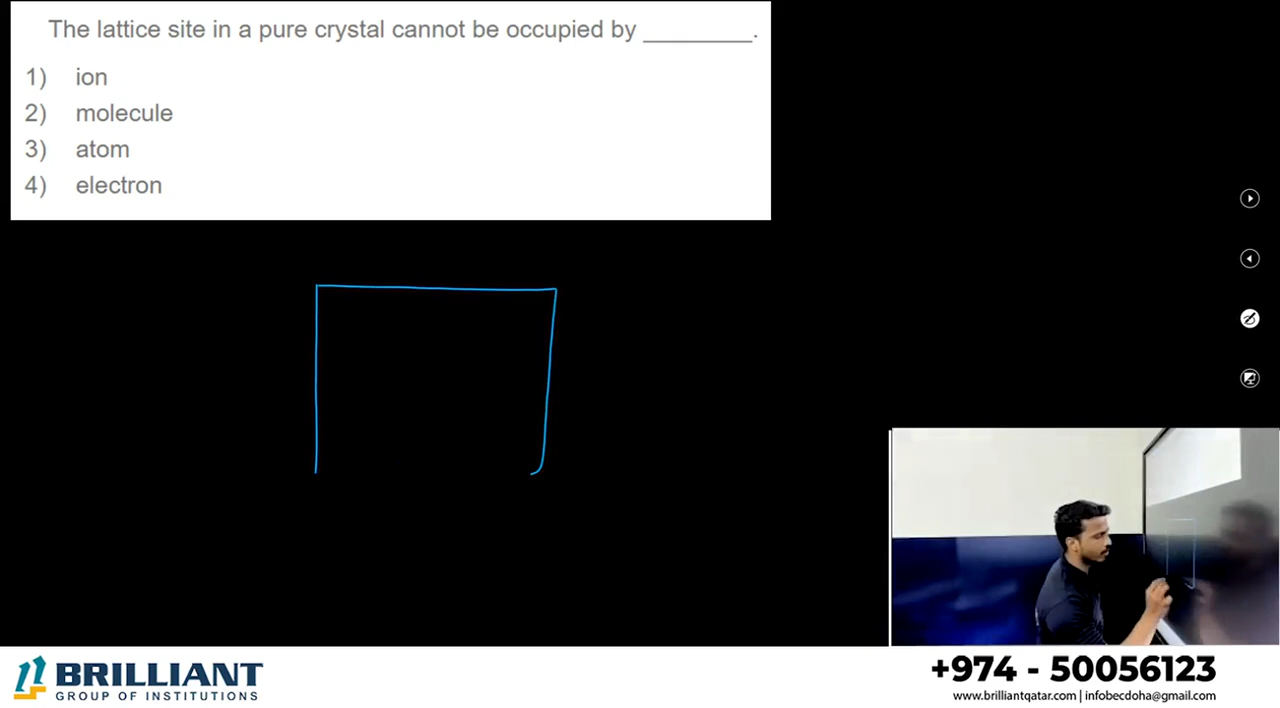 The lattice site in a pure crystal cannot be occupied by _________.
1) ion
2) molecule
3) atom
4) electron
BRILLIANT
GROUP OF INSTITUTIONS
+974 - 50056123
www.brilliantqatar.com | infobecdoha@gmail.com